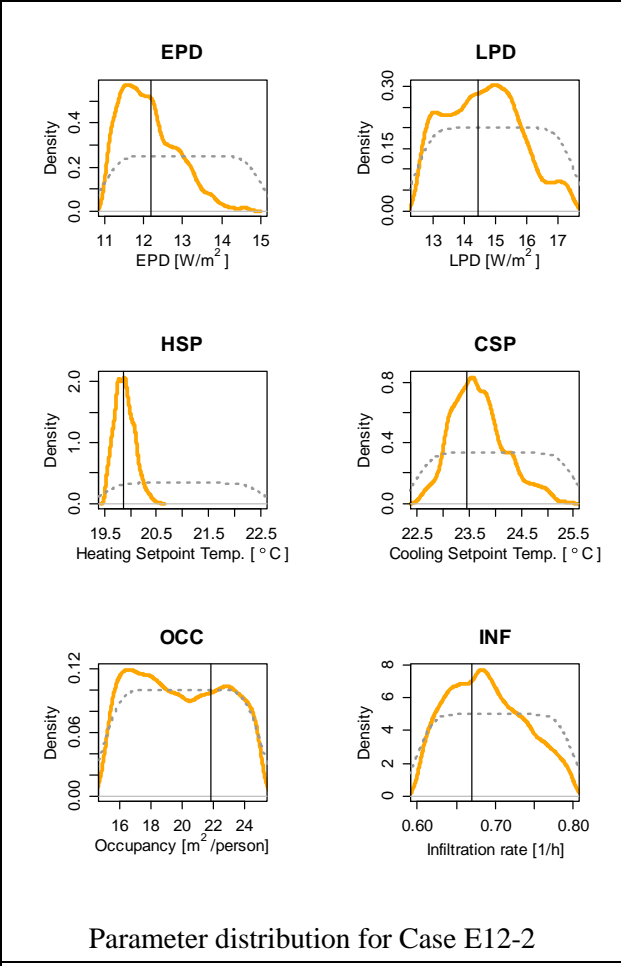 EPD
LPD
Density
0.0 0.2 0.4
11 12 13 14 15
EPD [W/m2 ]
Density
0.00 0.15 0.30
13 14 15 16 17
LPD [W/m2 ]
HSP
CSP
Density
0.0 1.0 2.0
19.5 20.5 21.5 22.5
Heating Setpoint Temp. [ °C ]
Density
0.0 0.4 0.8
22.5 23.5 24.5 25.5
Cooling Setpoint Temp. [ °C ]
OCC
INF
Density
0.00 0.06 0.12
16 18 20 22 24
Occupancy [m2 /person]
Density
0 2 4 6 8
0.60 0.70 0.80
Infiltration rate [1/h]
Parameter distribution for Case E12-2